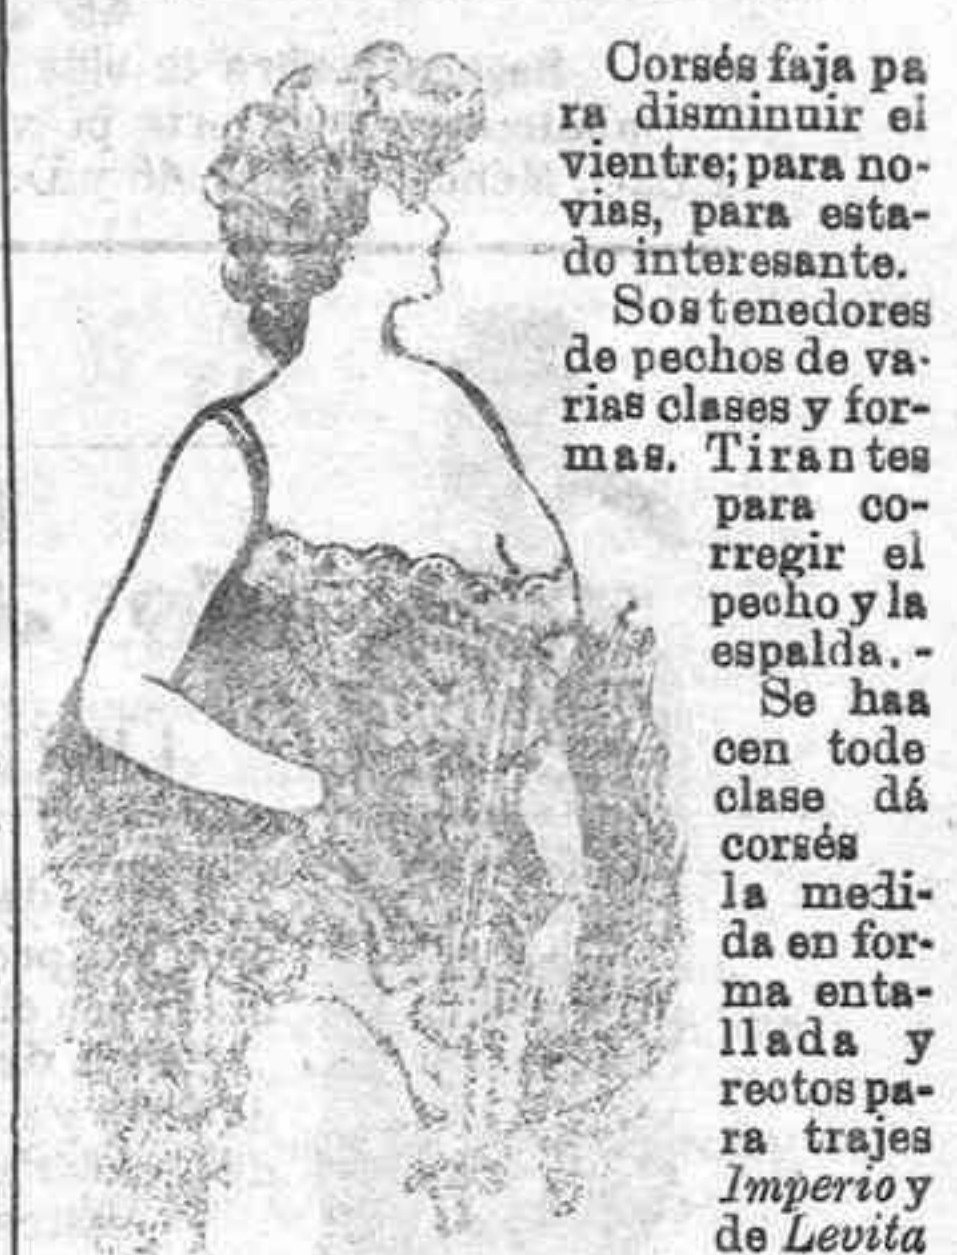 Corsés faja pa
ra disminuir el
vientre; para no-
vias, para esta-
do interesante.
Sostenedores
de pechos de va-
rias clases y for-
mas. Tirantes
para co-
rregir el
pecho y la
espalda. -
Se haa
cen tode
clase dá
corsés
la medi-
da en for-
ma enta-
llada y
rectos pa-
ra trajes
Imperio y
de Levita